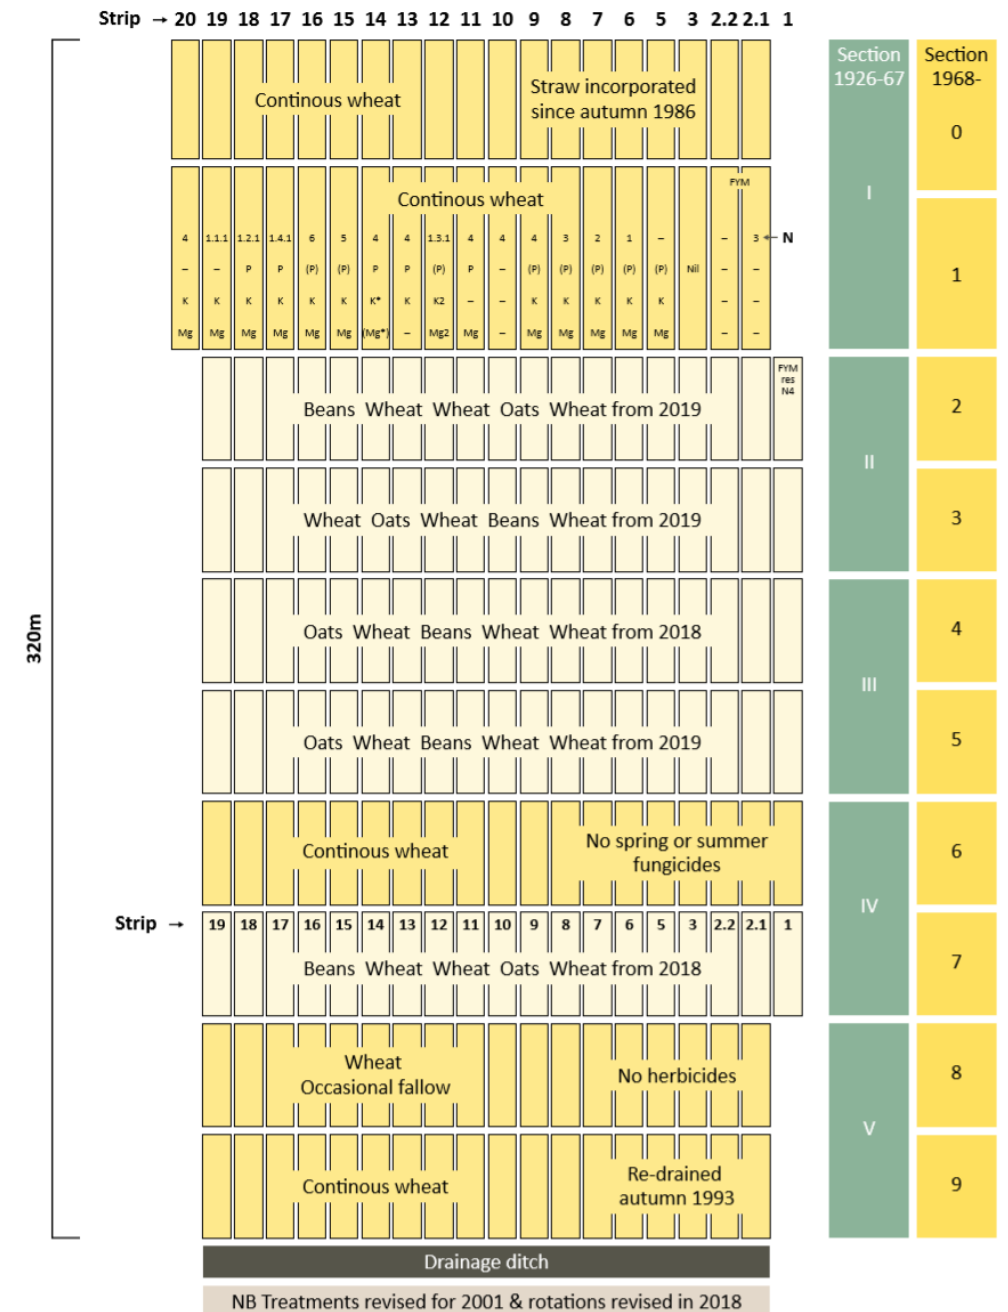 Strip → 20 19 18 17 16 15 14 13 12 11 10 9 8 7 6 5 3 2.2 2.1 1
Section
1926-67
Section
1968-
Continous wheat
Straw incorporated
since autumn 1986
0
I
FYM
Continous wheat
4 1.1.1 1.2.1 1.4.1 6 5 4 4 1.3.1 4 4 4 3 2 1 – – 3 ← N
– – P P (P) (P) P P (P) P – (P) (P) (P) (P) (P) Nil – –
K K K K K K K* K K2 – – K K K K K – –
Mg Mg Mg Mg Mg Mg (Mg*) – Mg2 Mg – Mg Mg Mg Mg Mg – –
1
FYM
res
N4
Beans Wheat Wheat Oats Wheat from 2019
2
II
Wheat Oats Wheat Beans Wheat from 2019
3
320m
Oats Wheat Beans Wheat Wheat from 2018
4
III
Oats Wheat Beans Wheat Wheat from 2019
5
Continous wheat
No spring or summer
fungicides
6
IV
Strip → 19 18 17 16 15 14 13 12 11 10 9 8 7 6 5 3 2.2 2.1 1
Beans Wheat Wheat Oats Wheat from 2018
7
Wheat
Occasional fallow
No herbicides
8
V
Continous wheat
Re-drained
autumn 1993
9
Drainage ditch
NB Treatments revised for 2001 & rotations revised in 2018